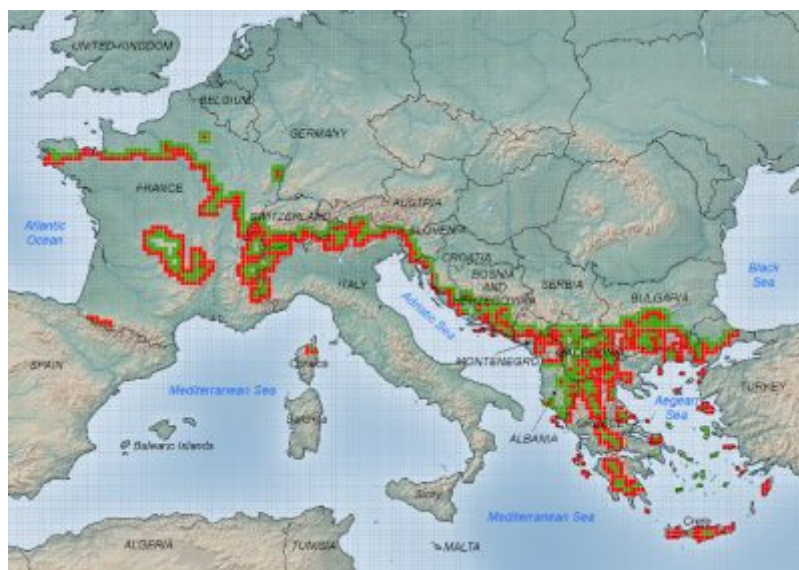 UNITED KINGDOM
BELGIUM
GERMANY
FRANCE
SWITZERLAND
AUSTRIA
SLOVENIA
Atlantic
Ocean
CROATIA
BOSNIA
AND
HERZEGOVINA
SERBIA
ITALY
BULGARIA
Black
Sea
Adriatic Sea
MONTENEGRO
MACEDONIA
SPAIN
Corsica
Mediterranean Sea
Sardinia
Aegean
Sea
TURKEY
ALBANIA
Balearic Islands
Sicily
Mediterranean Sea
Crete
ALGERIA
TUNISIA
MALTA